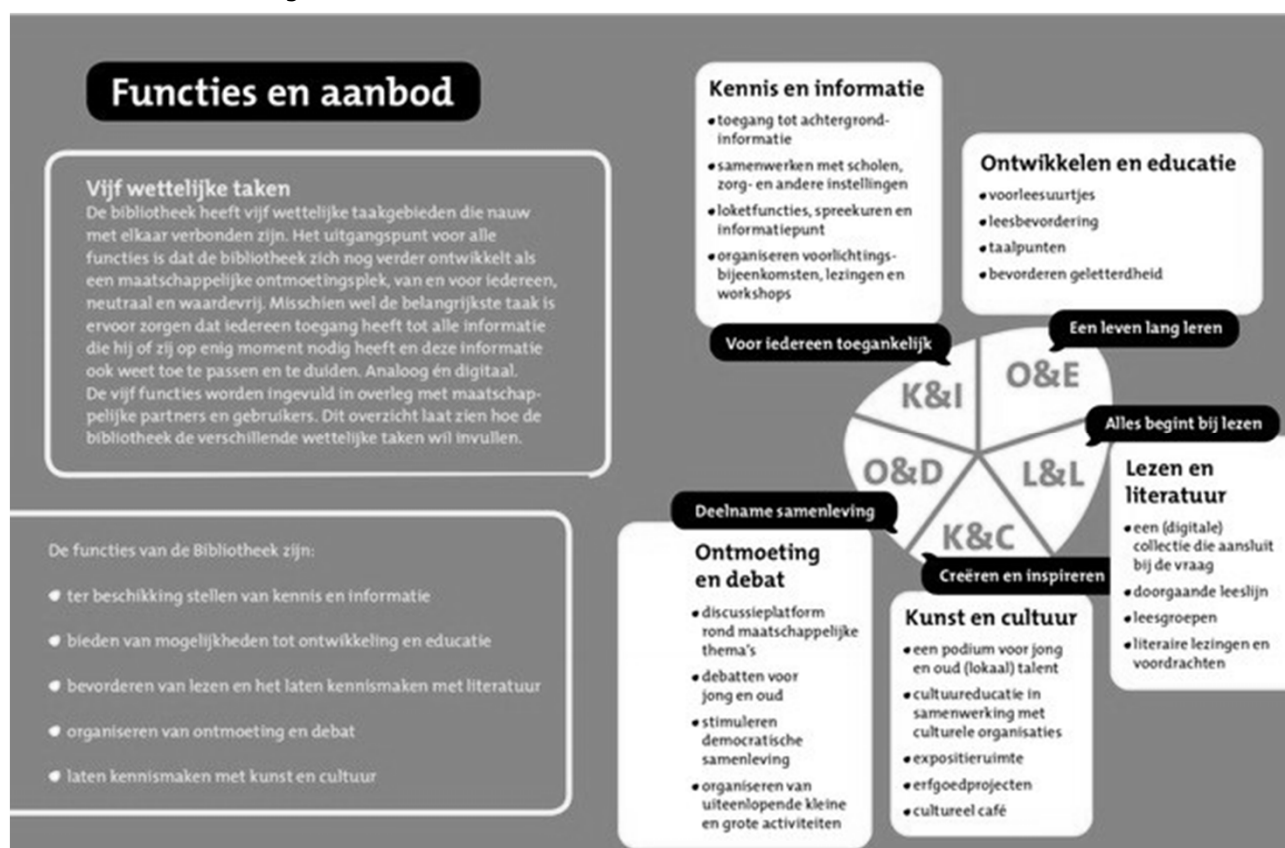 Functies en aanbod
Vijf wettelijke taken
De bibliotheek heeft vijf wettelijke taakgebieden die nauw
met elkaar verbonden zijn. Het uitgangspunt voor alle
functies is dat de bibliotheek zich nog verder ontwikkelt als
een maatschappelijke ontmoetingsplek, van en voor iedereen,
neutraal en waardevrij. Misschien wel de belangrijkste taak is
ervoor zorgen dat iedereen toegang heeft tot alle informatie
die hij of zij op enig moment nodig heeft en deze informatie
ook weet toe te passen en te duiden. Analoog én digitaal.
De vijf functies worden ingevuld in overleg met maatschap-
pelijke partners en gebruikers. Dit overzicht laat zien hoe de
bibliotheek de verschillende wettelijke taken wil invullen.
De functies van de Bibliotheek zijn:
ter beschikking stellen van kennis en informatie
bieden van mogelijkheden tot ontwikkeling en educatie
bevorderen van lezen en het laten kennismaken met literatuur
organiseren van ontmoeting en debat
laten kennismaken met kunst en cultuur
Kennis en informatie
toegang tot achtergrond-
informatie
samenwerken met scholen,
zorg- en andere instellingen
loketfuncties, spreekuren en
informatiepunt
organiseren voorlichtings-
bijeenkomsten, lezingen en
workshops
Voor iedereen toegankelijk
Ontwikkelen en educatie
voorleesuurtjes
leesbevordering
taalpunten
bevorderen geletterdheid
Een leven lang leren
K&I
O&E
O&D
L&L
K&C
Alles begint bij lezen
Lezen en
literatuur
een (digitale)
collectie die aansluit
bij de vraag
doorgaande leeslijn
leesgroepen
literaire lezingen en
voordrachten
Deelname samenleving
Ontmoeting
en debat
discussieplatform
rond maatschappelijke
thema's
debatten voor
jong en oud
stimuleren
democratische
samenleving
organiseren van
uiteenlopende kleine
en grote activiteiten
Creëren en inspireren
Kunst en cultuur
een podium voor jong
en oud (lokaal) talent
cultuureducatie in
samenwerking met
culturele organisaties
expositieruimte
erfgoedprojecten
cultureel café